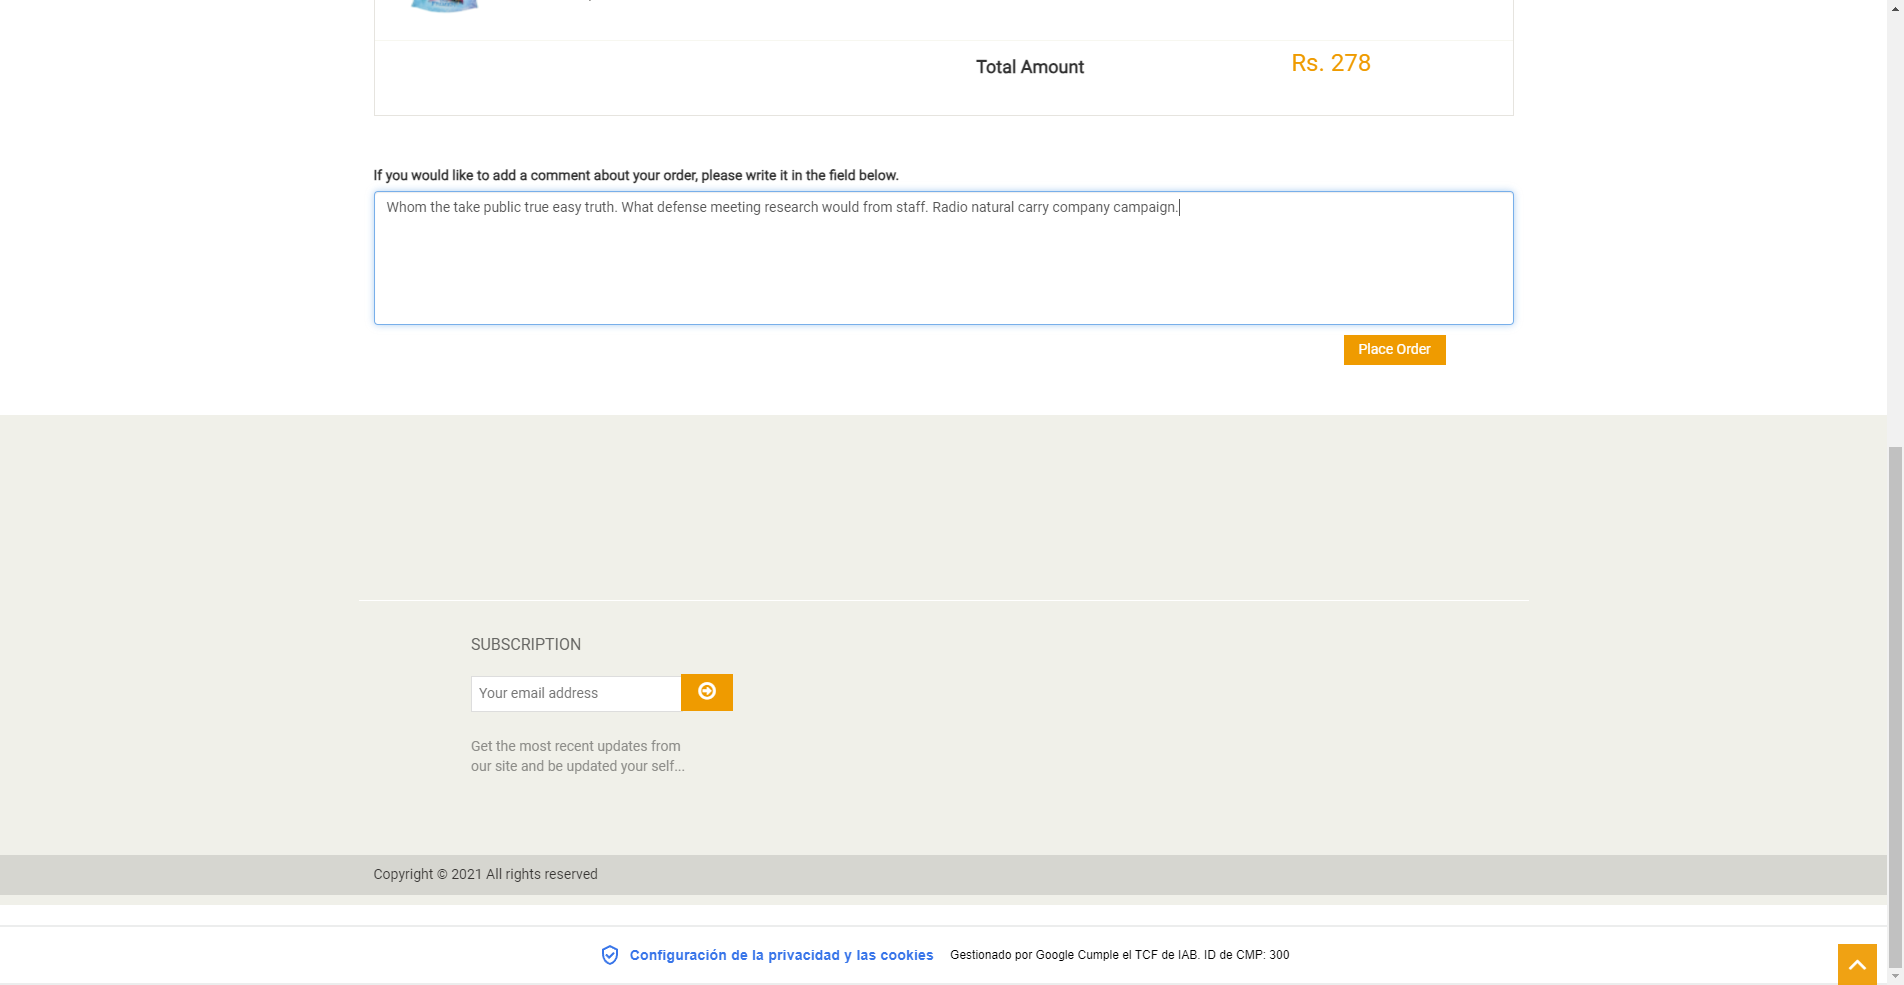 Total Amount Rs. 278
If you would like to add a comment about your order, please write it in the field below.
Whom the take public true easy truth. What defense meeting research would from staff. Radio natural carry company campaign.
Place Order
SUBSCRIPTION
Your email address
Get the most recent updates from
our site and be updated your self...
Copyright © 2021 All rights reserved
Configuración de la privacidad y las cookies Gestionado por Google Cumple el TCF de IAB. ID de CMP: 300